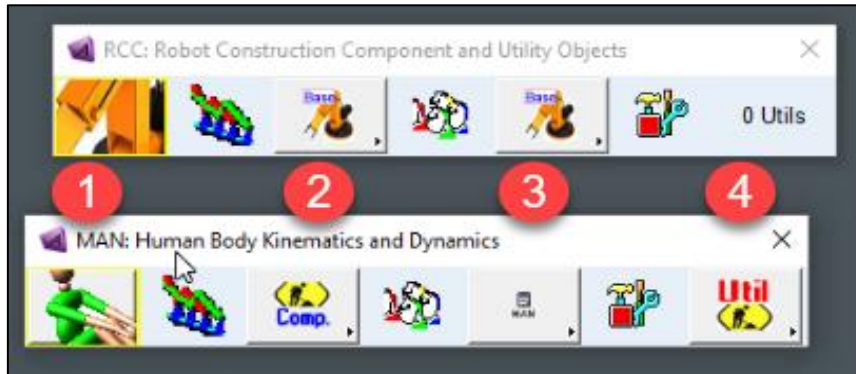 RCC: Robot Construction Component and Utility Objects
Base
Base
0 Utils
1
2
3
4
MAN: Human Body Kinematics and Dynamics
Comp.
MAN
Util